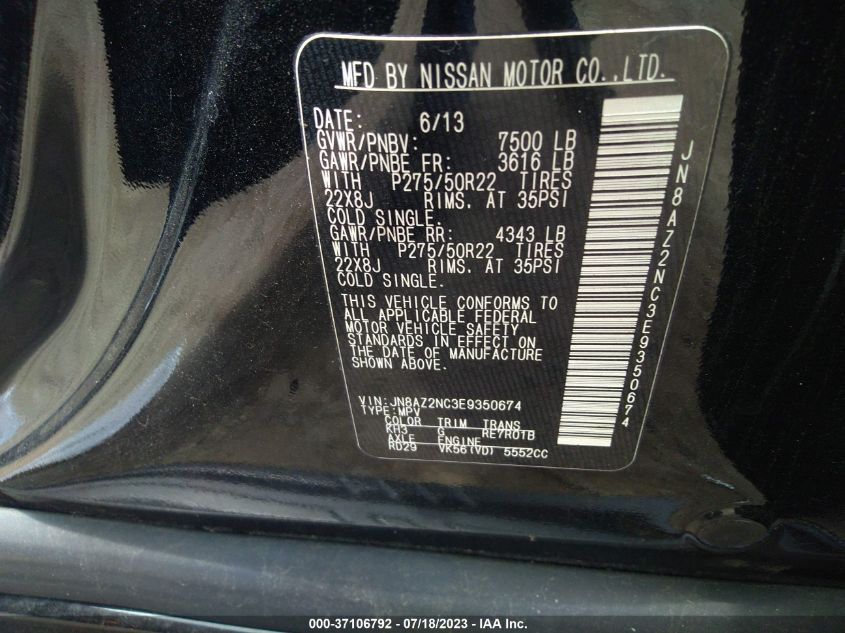 MFD BY NISSAN MOTOR CO.,LTD.
DATE: 6/13
GVWR/PNBV: 7500 LB
GAWR/PNBE FR: 3616 LB
WITH P275/50R22 TIRES
22X8J RIMS. AT 35PSI
COLD SINGLE.
GAWR/PNBE RR: 4343 LB
WITH P275/50R22 TIRES
22X8J RIMS. AT 35PSI
COLD SINGLE.
THIS VEHICLE CONFORMS TO
ALL APPLICABLE FEDERAL
MOTOR VEHICLE SAFETY
STANDARDS IN EFFECT ON
THE DATE OF MANUFACTURE
SHOWN ABOVE.
VIN:JN8AZ2NC3E9350674
TYPE:MPV
COLOR TRIM TRANS
KH3 G RE7R01B
AXLE ENGINE
RD29 VK56(VD) 5552CC
JN8AZ2NC3E9350674
000-37106792 - 07/18/2023 - IAA Inc.